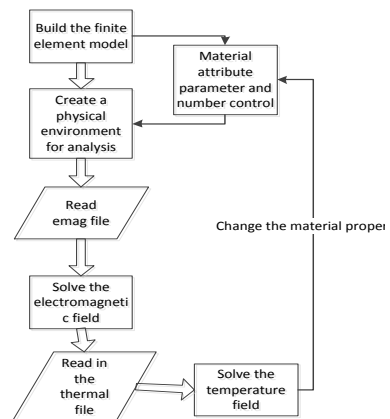 Build the finite
element model
Material
attribute
parameter and
number control
Create a
physical
environment
for analysis
Read
emag file
Change the material proper
Solve the
electromagneti
c field
Read in
the
thermal
file
Solve the
temperature
field